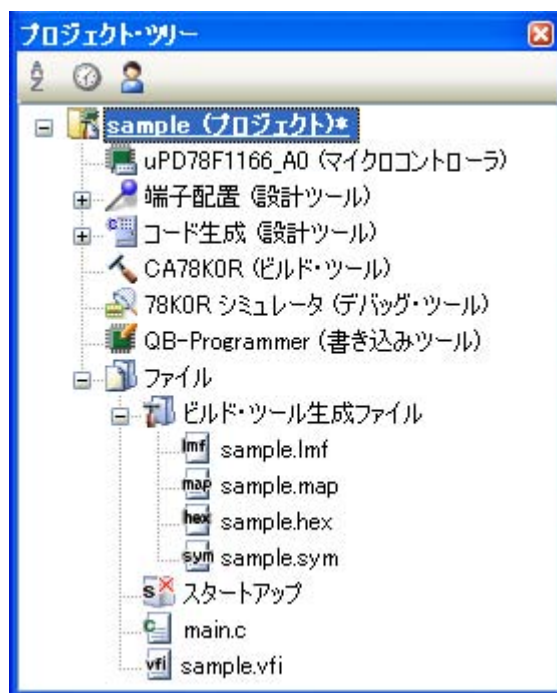 プロジェクト・ツリー
sample (プロジェクト)*
uPD78F1166_A0 (マイクロコントローラ)
端子配置 (設計ツール)
コード生成 (設計ツール)
CA78K0R (ビルド・ツール)
78K0R シミュレータ (デバッグ・ツール)
QB-Programmer (書き込みツール)
ファイル
ビルド・ツール生成ファイル
lmf sample.lmf
map sample.map
hex sample.hex
sym sample.sym
S スタートアップ
C main.c
vfi sample.vfi